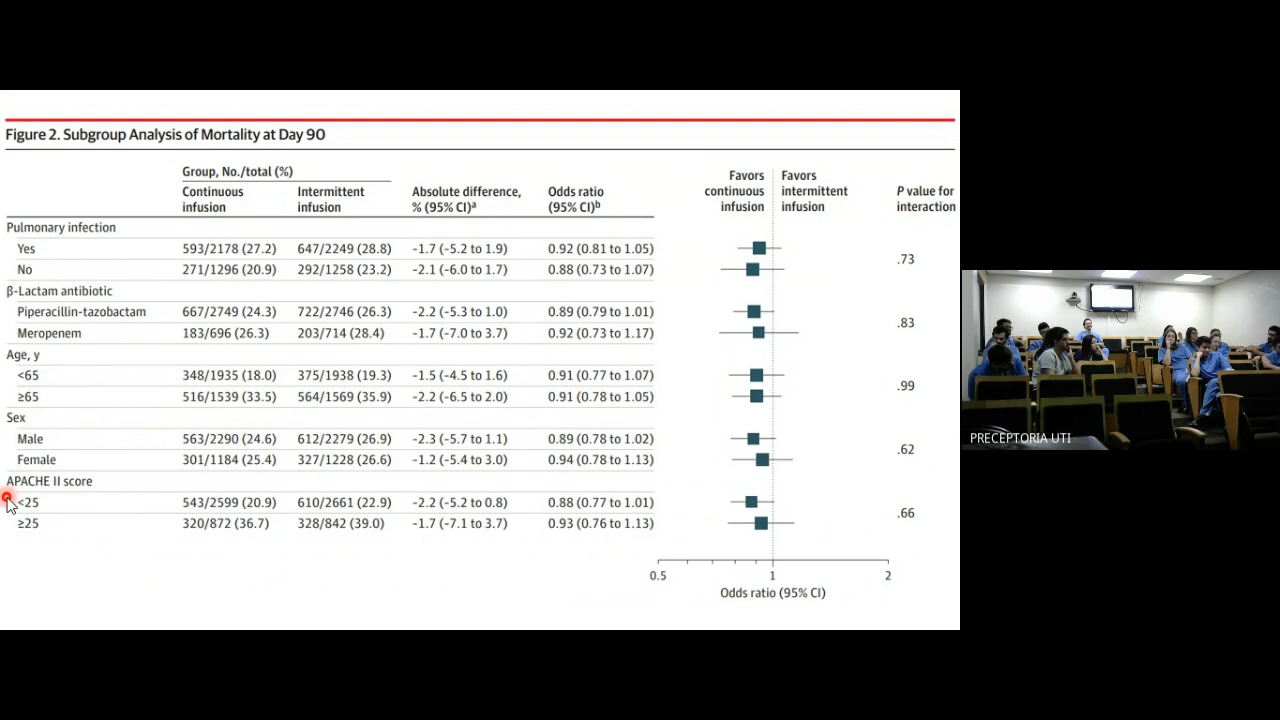 Figure 2. Subgroup Analysis of Mortality at Day 90
Group, No./total (%)
Continuous infusion
Intermittent infusion
Absolute difference, % (95% CI)a
Odds ratio (95% CI)b
Favors continuous infusion
Favors intermittent infusion
P value for interaction
Pulmonary infection
Yes 593/2178 (27.2) 647/2249 (28.8) -1.7 (-5.2 to 1.9) 0.92 (0.81 to 1.05)
No 271/1296 (20.9) 292/1258 (23.2) -2.1 (-6.0 to 1.7) 0.88 (0.73 to 1.07)
.73
β-Lactam antibiotic
Piperacillin-tazobactam 667/2749 (24.3) 722/2746 (26.3) -2.2 (-5.3 to 1.0) 0.89 (0.79 to 1.01)
Meropenem 183/696 (26.3) 203/714 (28.4) -1.7 (-7.0 to 3.7) 0.92 (0.73 to 1.17)
.83
Age, y
<65 348/1935 (18.0) 375/1938 (19.3) -1.5 (-4.5 to 1.6) 0.91 (0.77 to 1.07)
≥65 516/1539 (33.5) 564/1569 (35.9) -2.2 (-6.5 to 2.0) 0.91 (0.78 to 1.05)
.99
Sex
Male 563/2290 (24.6) 612/2279 (26.9) -2.3 (-5.7 to 1.1) 0.89 (0.78 to 1.02)
Female 301/1184 (25.4) 327/1228 (26.6) -1.2 (-5.4 to 3.0) 0.94 (0.78 to 1.13)
.62
APACHE II score
<25 543/2599 (20.9) 610/2661 (22.9) -2.2 (-5.2 to 0.8) 0.88 (0.77 to 1.01)
≥25 320/872 (36.7) 328/842 (39.0) -1.7 (-7.1 to 3.7) 0.93 (0.76 to 1.13)
.66
0.5 1 2
Odds ratio (95% CI)
PRECEPTORIA UTI